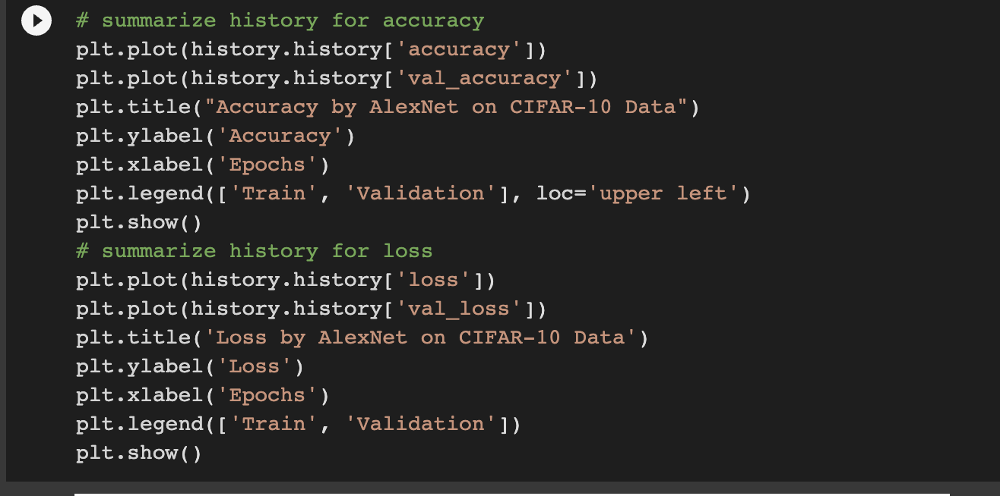 # summarize history for accuracy
plt.plot(history.history['accuracy'])
plt.plot(history.history['val_accuracy'])
plt.title("Accuracy by AlexNet on CIFAR-10 Data")
plt.ylabel('Accuracy')
plt.xlabel('Epochs')
plt.legend(['Train', 'Validation'], loc='upper left')
plt.show()
# summarize history for loss
plt.plot(history.history['loss'])
plt.plot(history.history['val_loss'])
plt.title('Loss by AlexNet on CIFAR-10 Data')
plt.ylabel('Loss')
plt.xlabel('Epochs')
plt.legend(['Train', 'Validation'])
plt.show()